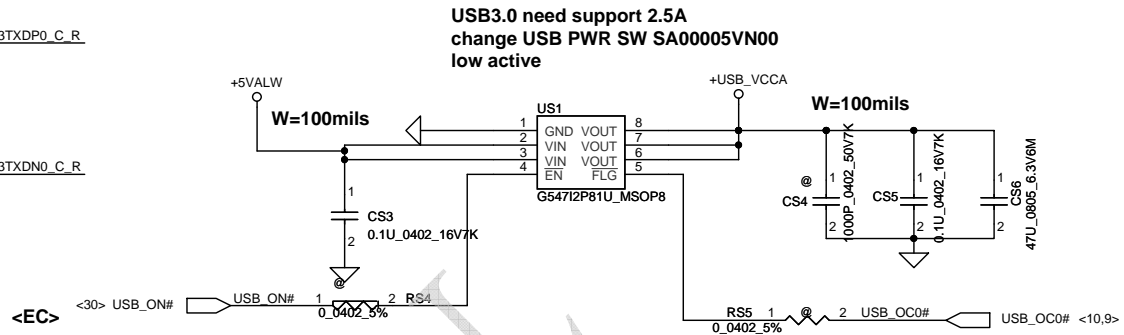 USB3.0 need support 2.5A
change USB PWR SW SA00005VN00
low active
3TXDP0_C_R
+5VALW
+USB_VCCA
W=100mils
W=100mils
US1
1 GND VOUT 8
2 VIN VOUT 7
3 VIN VOUT 6
4 EN FLG 5
G547I2P81U_MSOP8
3TXDN0_C_R
1
CS3
2
0.1U_0402_16V7K
@
1
CS4
2
1000P_0402_50V7K
1
CS5
2
0.1U_0402_16V7K
1
CS6
2
47U_0805_6.3V6M
<EC>
<30> USB_ON#
USB_ON#
1 @ 2 RS4
0_0402_5%
RS5 1 @ 2
0_0402_5%
USB_OC0#
USB_OC0# <10,9>